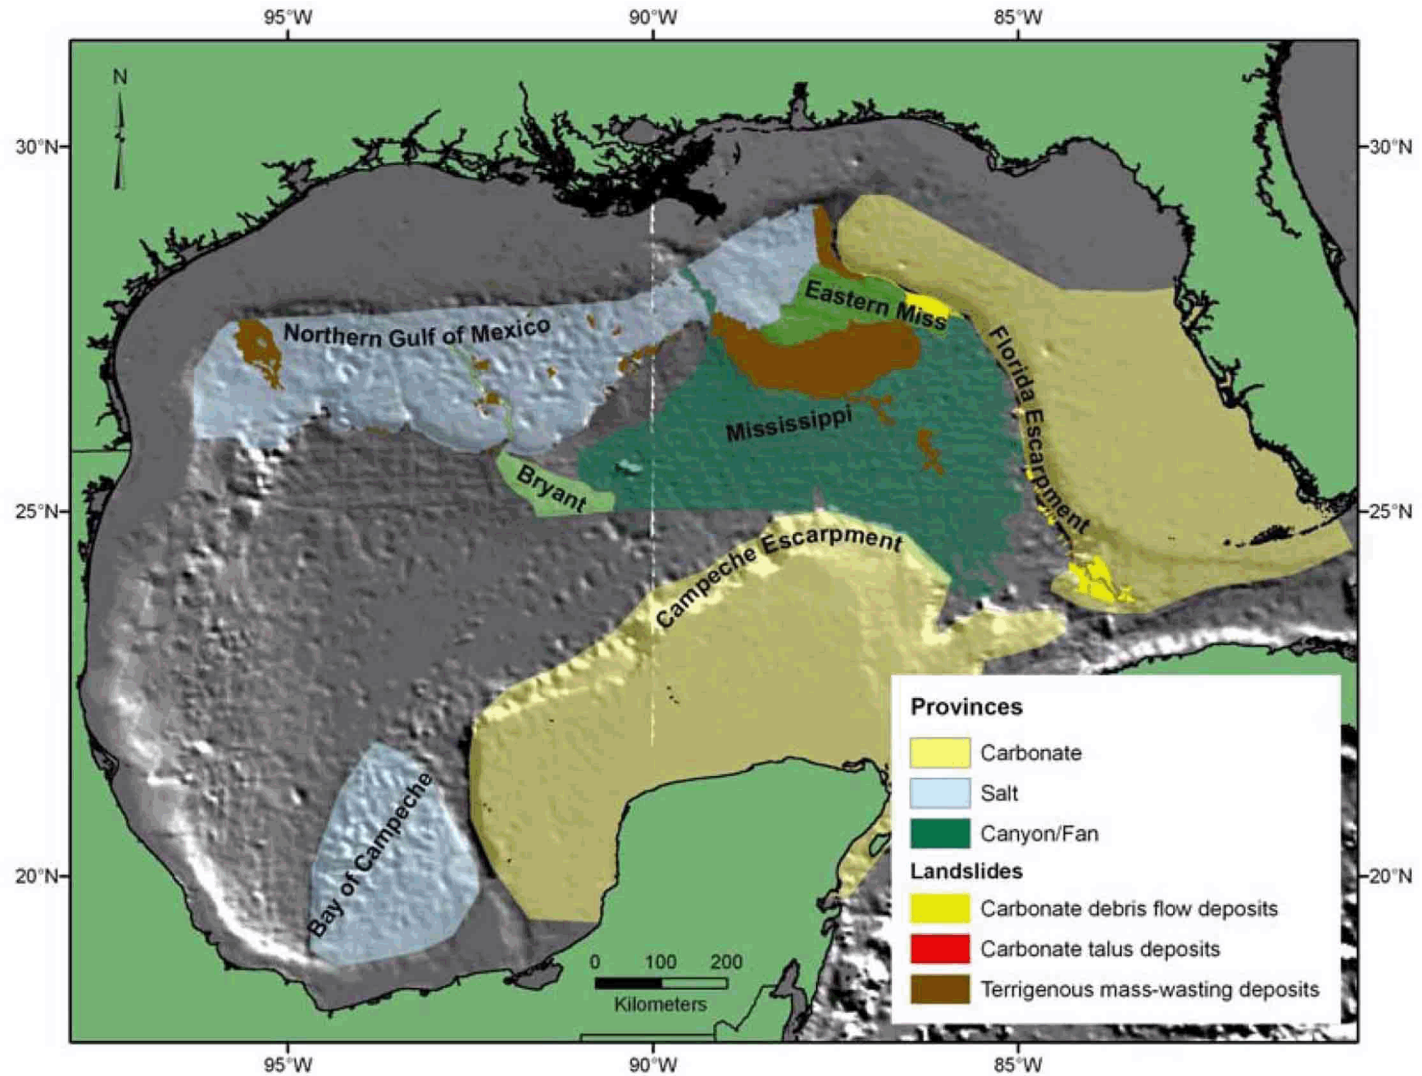 95°W 90°W 85°W
N
30°N 30°N
Eastern Miss
Northern Gulf of Mexico
Florida Escarpment
Mississippi
Bryant
25°N 25°N
Campeche Escarpment
Provinces
Carbonate
Salt
Canyon/Fan
Bay of Campeche
20°N 20°N
Landslides
Carbonate debris flow deposits
Carbonate talus deposits
Terrigenous mass-wasting deposits
0 100 200
Kilometers
95°W 90°W 85°W